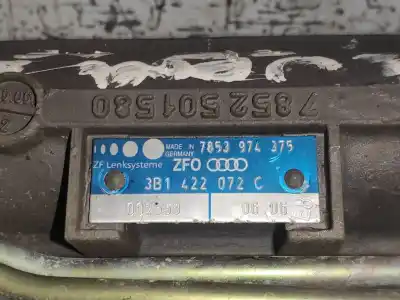 7852501580
MADE IN
GERMANY
7853 974 375
ZF Lenksysteme
ZFO
3B1 422 072 C
06.06